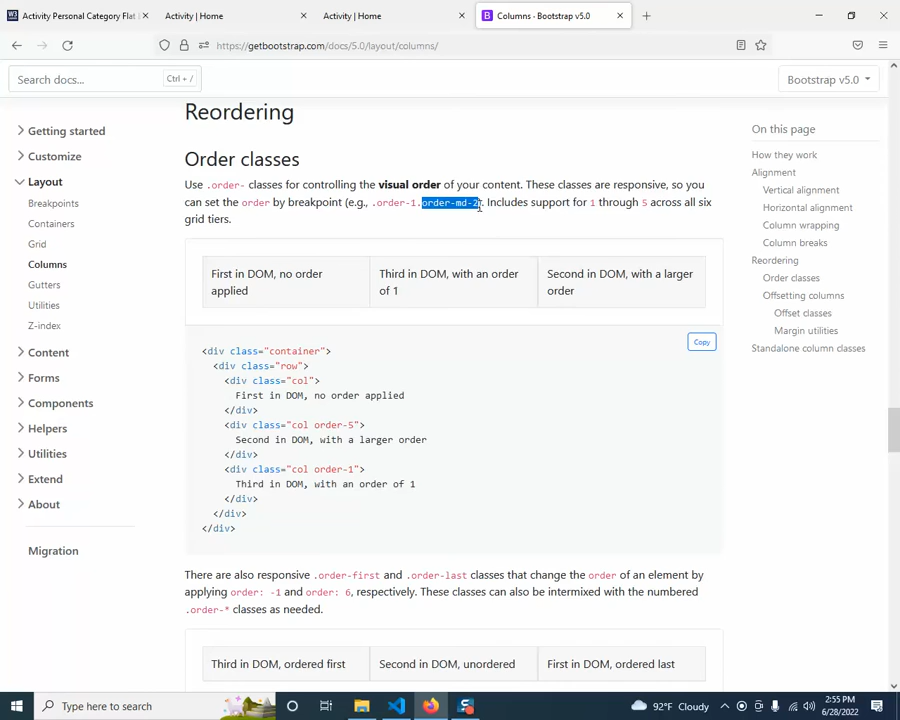 Activity Personal Category Flat
Activity | Home
Activity | Home
Columns · Bootstrap v5.0
https://getbootstrap.com/docs/5.0/layout/columns/
Search docs...
Ctrl + /
Bootstrap v5.0
Getting started
Customize
Layout
Breakpoints
Containers
Grid
Columns
Gutters
Utilities
Z-index
Content
Forms
Components
Helpers
Utilities
Extend
About
Migration
Reordering
Order classes
Use .order- classes for controlling the visual order of your content. These classes are responsive, so you
can set the order by breakpoint (e.g., .order-1.order-md-2). Includes support for 1 through 5 across all six
grid tiers.
First in DOM, no order
applied
Third in DOM, with an order
of 1
Second in DOM, with a larger
order
Copy
<div class="container">
<div class="row">
<div class="col">
First in DOM, no order applied
</div>
<div class="col order-5">
Second in DOM, with a larger order
</div>
<div class="col order-1">
Third in DOM, with an order of 1
</div>
</div>
</div>
There are also responsive .order-first and .order-last classes that change the order of an element by
applying order: -1 and order: 6, respectively. These classes can also be intermixed with the numbered
.order-* classes as needed.
Third in DOM, ordered first
Second in DOM, unordered
First in DOM, ordered last
On this page
How they work
Alignment
Vertical alignment
Horizontal alignment
Column wrapping
Column breaks
Reordering
Order classes
Offsetting columns
Offset classes
Margin utilities
Standalone column classes
Type here to search
92°F Cloudy
2:55 PM
6/28/2022